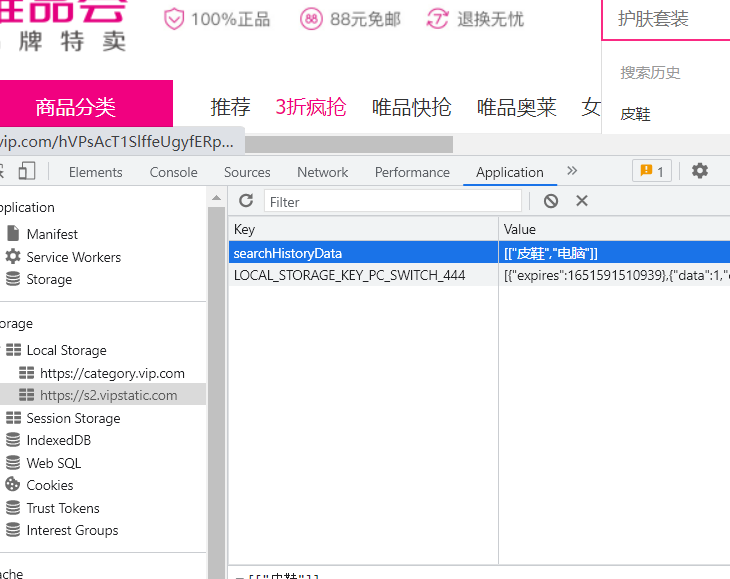 唯品会
品牌特卖
100%正品
88元免邮
退换无忧
护肤套装
搜索历史
皮鞋
商品分类
推荐
3折疯抢
唯品快抢
唯品奥莱
女
vip.com/hVPsAcT1SlffeUgyfERp...
Elements
Console
Sources
Network
Performance
Application
1
pplication
Manifest
Service Workers
Storage
orage
Local Storage
https://category.vip.com
https://s2.vipstatic.com
Session Storage
IndexedDB
Web SQL
Cookies
Trust Tokens
Interest Groups
ache
Filter
Key
Value
searchHistoryData
[["皮鞋","电脑"]]
LOCAL_STORAGE_KEY_PC_SWITCH_444
[{"expires":1651591510939},{"data":1,"
[["皮鞋"]]